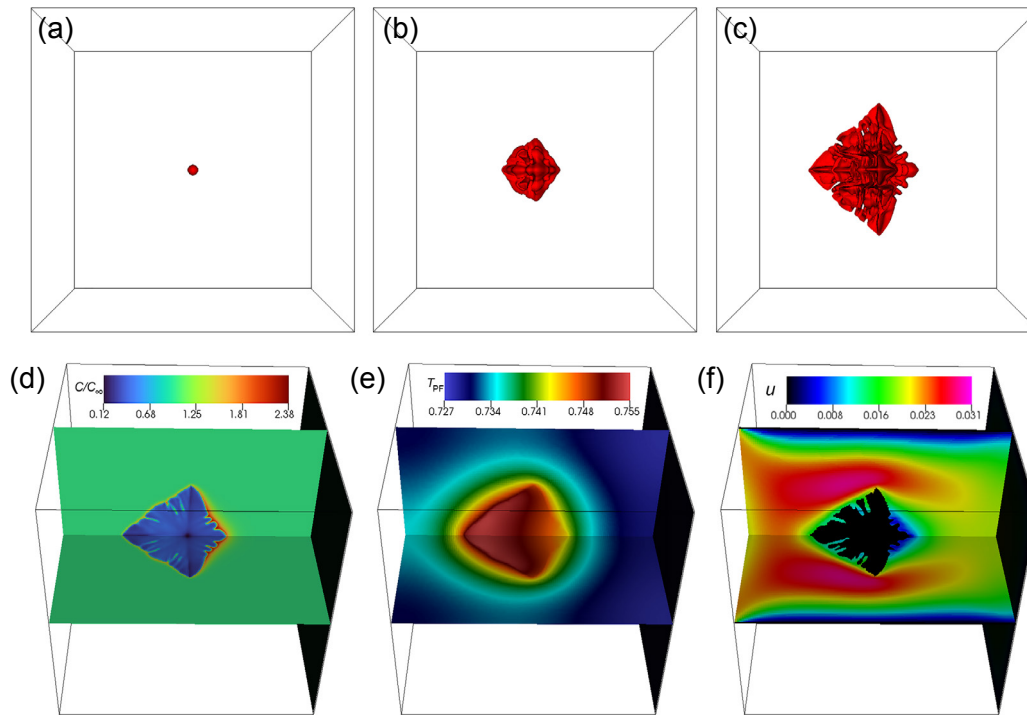 (a)
(b)
(c)
(d)
C/C∞
0.12 0.68 1.25 1.81 2.38
(e)
T_PF
0.727 0.734 0.741 0.748 0.755
(f)
u
0.000 0.008 0.016 0.023 0.031